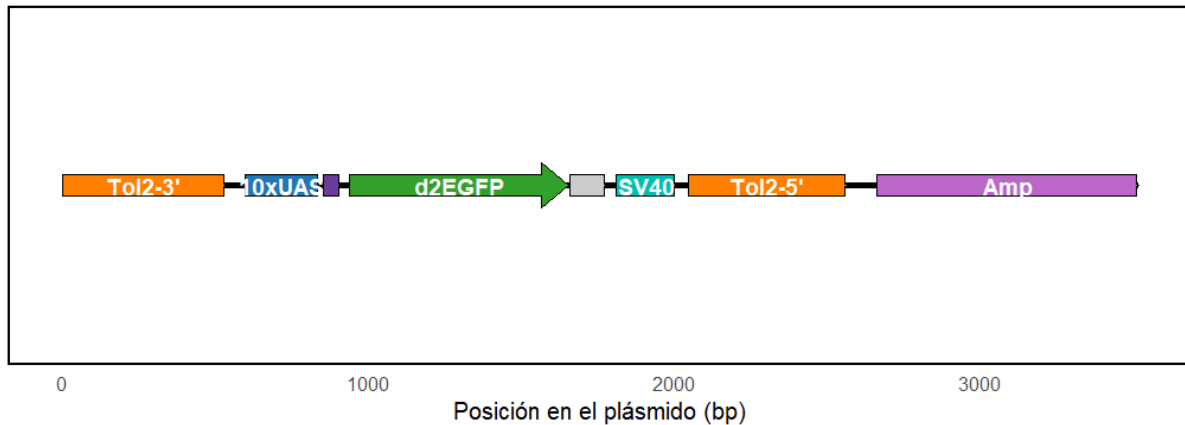 Tol2-3' 10xUAS d2EGFP SV40 Tol2-5' Amp
0 1000 2000 3000
Posición en el plásmido (bp)